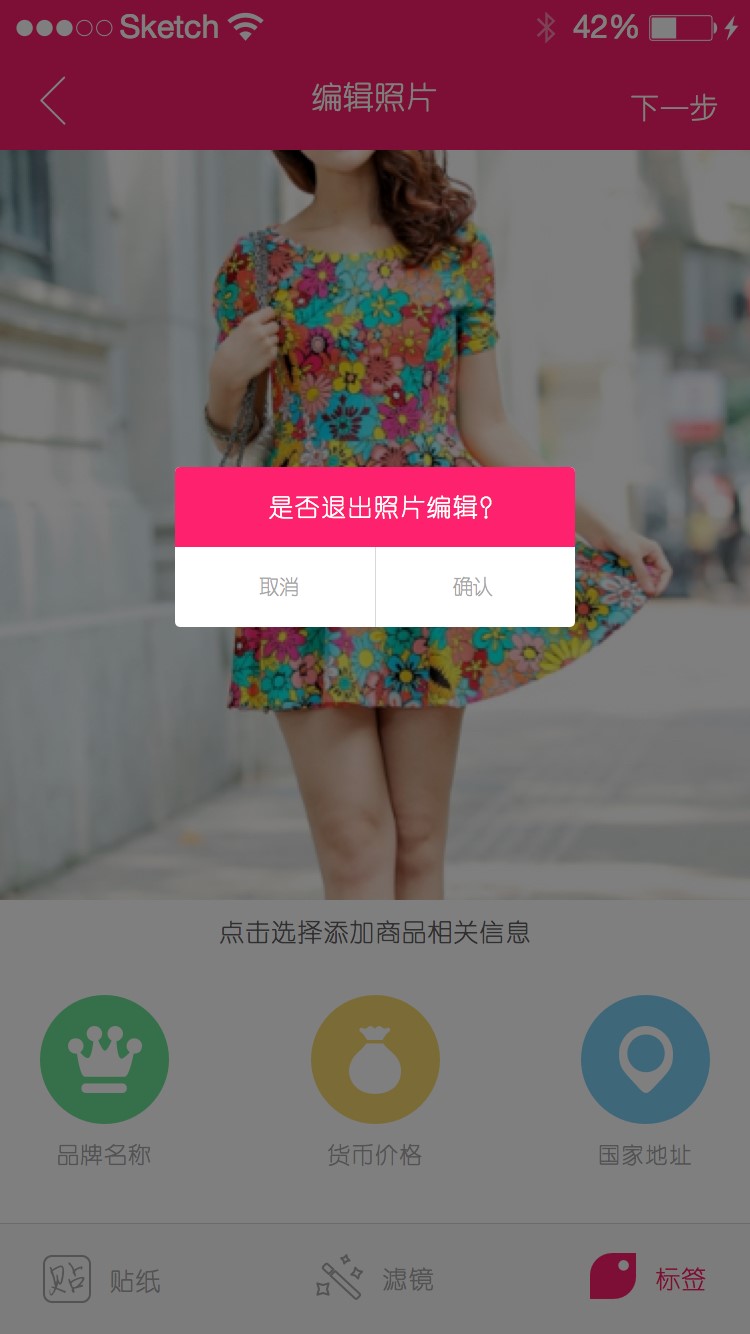 Sketch 42%
编辑照片
下一步
是否退出照片编辑?
取消 确认
点击选择添加商品相关信息
品牌名称 货币价格 国家地址
贴 贴纸 滤镜 标签